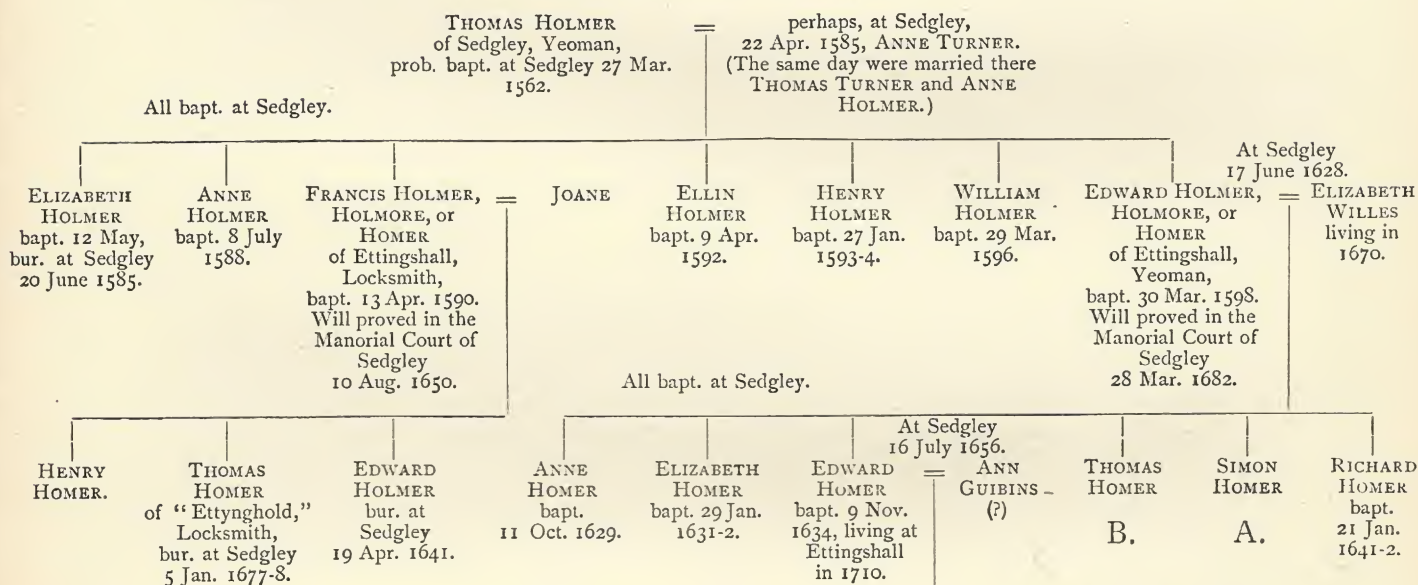 THOMAS HOLMER
of Sedgley, Yeoman,
prob. bapt. at Sedgley 27 Mar.
1562.
=
perhaps, at Sedgley,
22 Apr. 1585, ANNE TURNER.
(The same day were married there
THOMAS TURNER and ANNE
HOLMER.)
All bapt. at Sedgley.
ELIZABETH
HOLMER
bapt. 12 May,
bur. at Sedgley
20 June 1585.
ANNE
HOLMER
bapt. 8 July
1588.
FRANCIS HOLMER,
HOLMORE, or
HOMER
of Ettingshall,
Locksmith,
bapt. 13 Apr. 1590.
Will proved in the
Manorial Court of
Sedgley
10 Aug. 1650.
=
JOANE
ELLIN
HOLMER
bapt. 9 Apr.
1592.
HENRY
HOLMER
bapt. 27 Jan.
1593-4.
WILLIAM
HOLMER
bapt. 29 Mar.
1596.
EDWARD HOLMER,
HOLMORE, or
HOMER
of Ettingshall,
Yeoman,
bapt. 30 Mar. 1598.
Will proved in the
Manorial Court of
Sedgley
28 Mar. 1682.
At Sedgley
17 June 1628.
=
ELIZABETH
WILLES
living in
1670.
All bapt. at Sedgley.
HENRY
HOMER.
THOMAS
HOMER
of "Ettynghold,"
Locksmith,
bur. at Sedgley
5 Jan. 1677-8.
EDWARD
HOLMER
bur. at
Sedgley
19 Apr. 1641.
ANNE
HOMER
bapt.
11 Oct. 1629.
ELIZABETH
HOMER
bapt. 29 Jan.
1631-2.
EDWARD
HOMER
bapt. 9 Nov.
1634, living at
Ettingshall
in 1710.
At Sedgley
16 July 1656.
=
ANN
GUIBINS
(?)
THOMAS
HOMER
B.
SIMON
HOMER
A.
RICHARD
HOMER
bapt.
21 Jan.
1641-2.